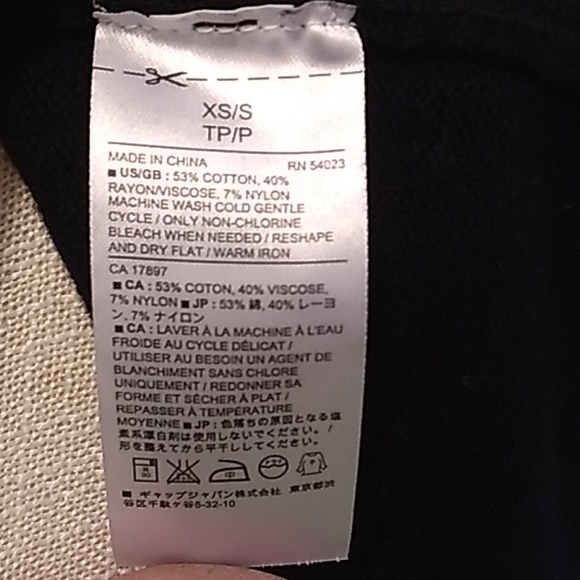 XS/S
TP/P
MADE IN CHINA RN 54023
■ US/GB : 53% COTTON, 40%
RAYON/VISCOSE, 7% NYLON
MACHINE WASH COLD GENTLE
CYCLE / ONLY NON-CHLORINE
BLEACH WHEN NEEDED / RESHAPE
AND DRY FLAT / WARM IRON
CA 17897
■ CA : 53% COTON, 40% VISCOSE,
7% NYLON ■ JP : 53% 綿, 40% レーヨ
ン, 7% ナイロン
■ CA : LAVER À LA MACHINE À L'EAU
FROIDE AU CYCLE DÉLICAT /
UTILISER AU BESOIN UN AGENT DE
BLANCHIMENT SANS CHLORE
UNIQUEMENT / REDONNER SA
FORME ET SÉCHER À PLAT /
REPASSER À TEMPÉRATURE
MOYENNE ■ JP : 色落ちの原因となる塩
素系漂白剤は使用しないでください。/
形を整えてから平干ししてください。
■ ギャップジャパン株式会社 東京都渋
谷区千駄ヶ谷5-32-10